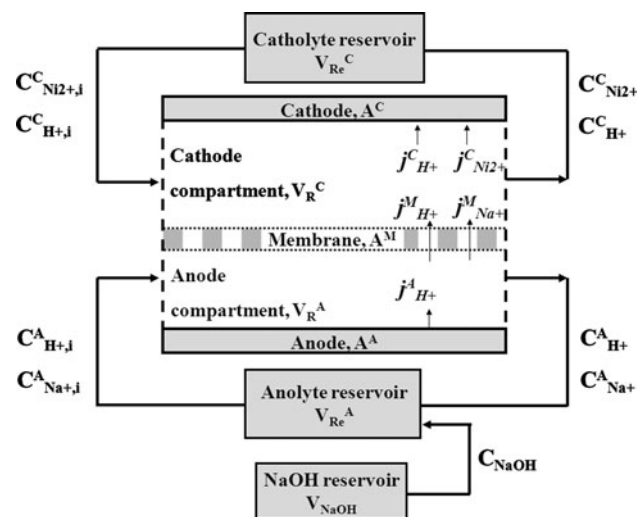 Catholyte reservoir
V_Re^C
C^C_Ni2+,i
C^C_H+,i
C^C_Ni2+
C^C_H+
Cathode, A^C
j^C_H+ j^C_Ni2+
Cathode
compartment, V_R^C
j^M_H+ j^M_Na+
Membrane, A^M
Anode
compartment, V_R^A
j^A_H+
Anode, A^A
C^A_H+,i
C^A_Na+,i
C^A_H+
C^A_Na+
Anolyte reservoir
V_Re^A
C_NaOH
NaOH reservoir
V_NaOH